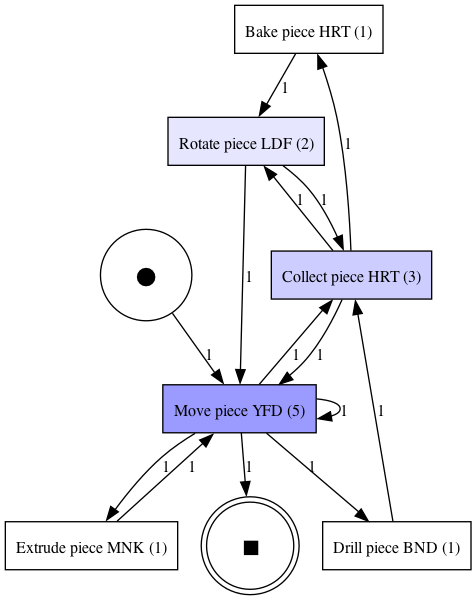 Bake piece HRT (1)
1
Rotate piece LDF (2)
1
1
1
1
Collect piece HRT (3)
1
1
1
Move piece YFD (5)
1
1
1
1
1
1
Extrude piece MNK (1)
Drill piece BND (1)